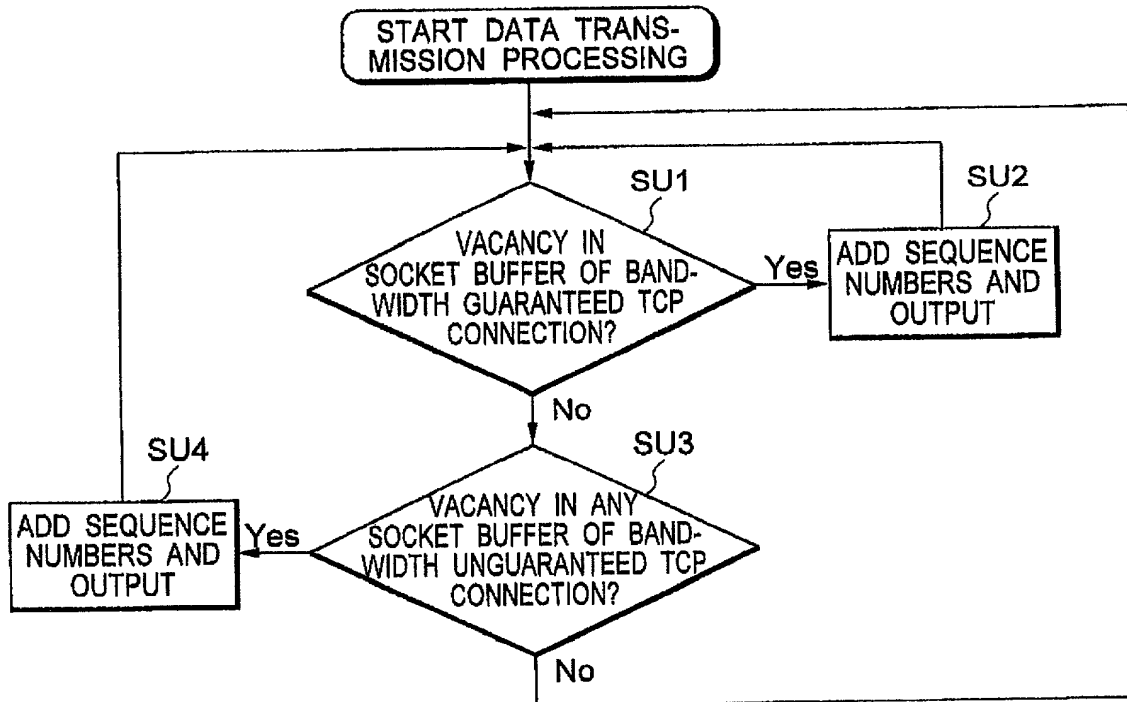 START DATA TRANS-
MISSION PROCESSING
SU1
VACANCY IN
SOCKET BUFFER OF BAND-
WIDTH GUARANTEED TCP
CONNECTION?
Yes
SU2
ADD SEQUENCE
NUMBERS AND
OUTPUT
No
SU3
VACANCY IN ANY
SOCKET BUFFER OF BAND-
WIDTH UNGUARANTEED TCP
CONNECTION?
Yes
SU4
ADD SEQUENCE
NUMBERS AND
OUTPUT
No